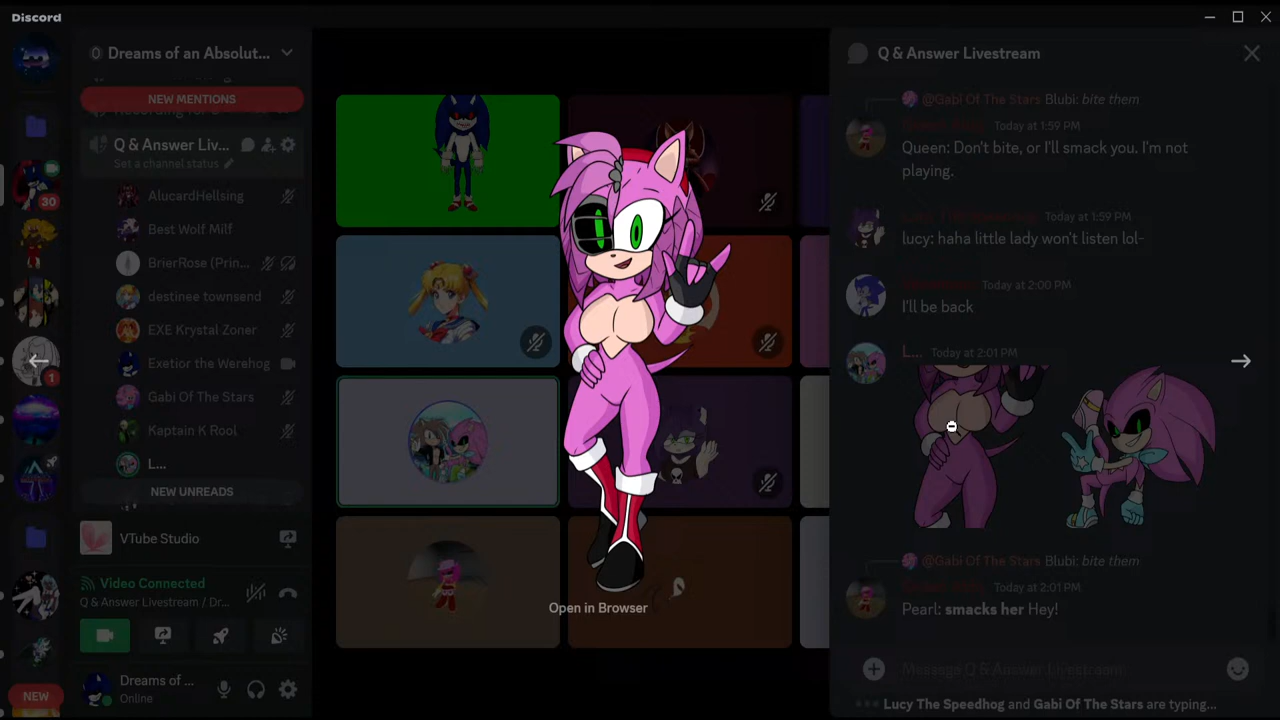 Discord
Dreams of an Absolut...
NEW MENTIONS
Q & Answer Liv...
Set a channel status
AlucardHellsing
Best Wolf Milf
BrierRose (Prin...
destinee townsend
EXE Krystal Zoner
Exetior the Werehog
Gabi Of The Stars
Kaptain K Rool
L...
NEW UNREADS
VTube Studio
Video Connected
Q & Answer Livestream / Dr...
Dreams of ...
Online
30
1
NEW
Open in Browser
Q & Answer Livestream
@Gabi Of The Stars Blubi: bite them
Today at 1:59 PM
Queen: Don't bite, or I'll smack you. I'm not
playing.
Today at 1:59 PM
lucy: haha little lady won't listen lol-
Today at 2:00 PM
I'll be back
L... Today at 2:01 PM
@Gabi Of The Stars Blubi: bite them
Today at 2:01 PM
Pearl: smacks her Hey!
Message Q & Answer Livestream
Lucy The Speedhog and Gabi Of The Stars are typing...